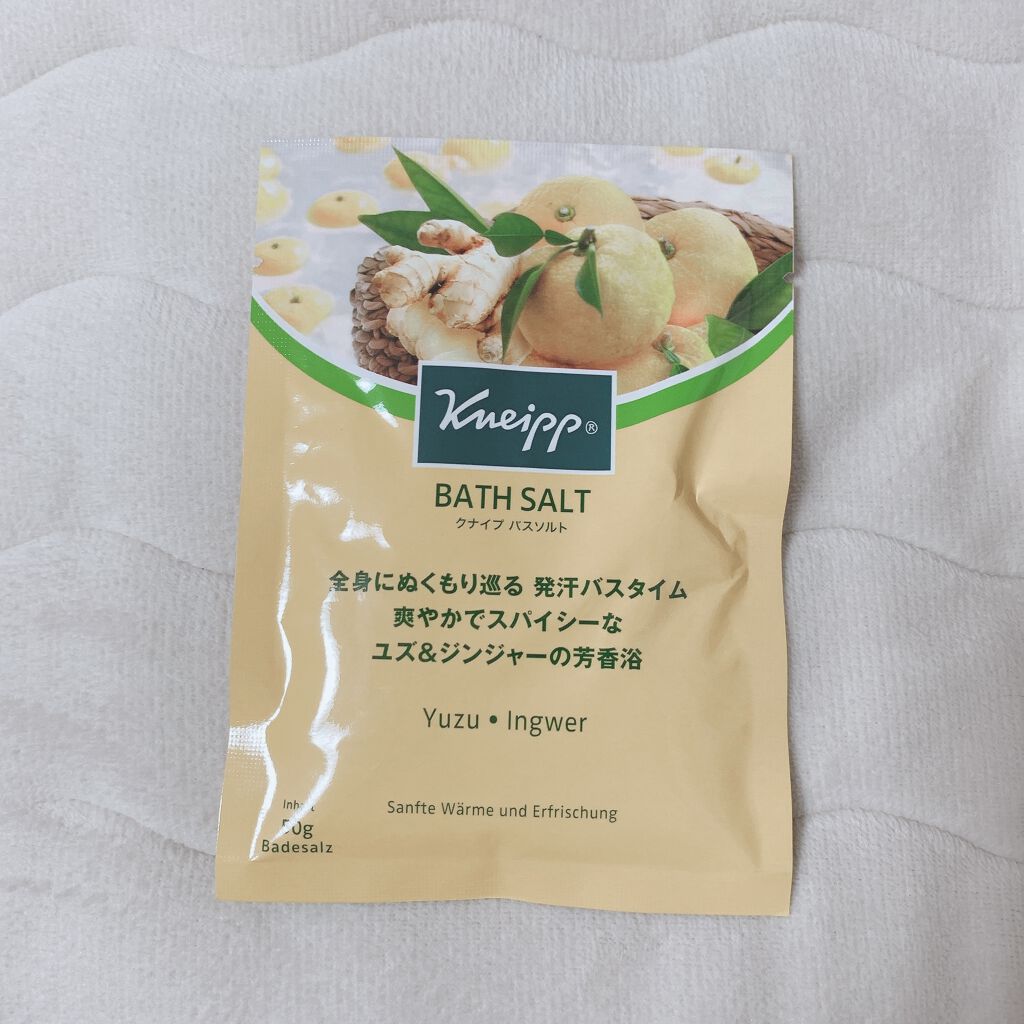 Kneipp®
BATH SALT
クナイプ バスソルト
全身にぬくもり巡る 発汗バスタイム
爽やかでスパイシーな
ユズ&ジンジャーの芳香浴
Yuzu • Ingwer
Sanfte Wärme und Erfrischung
Inhalt
50g
Badesalz